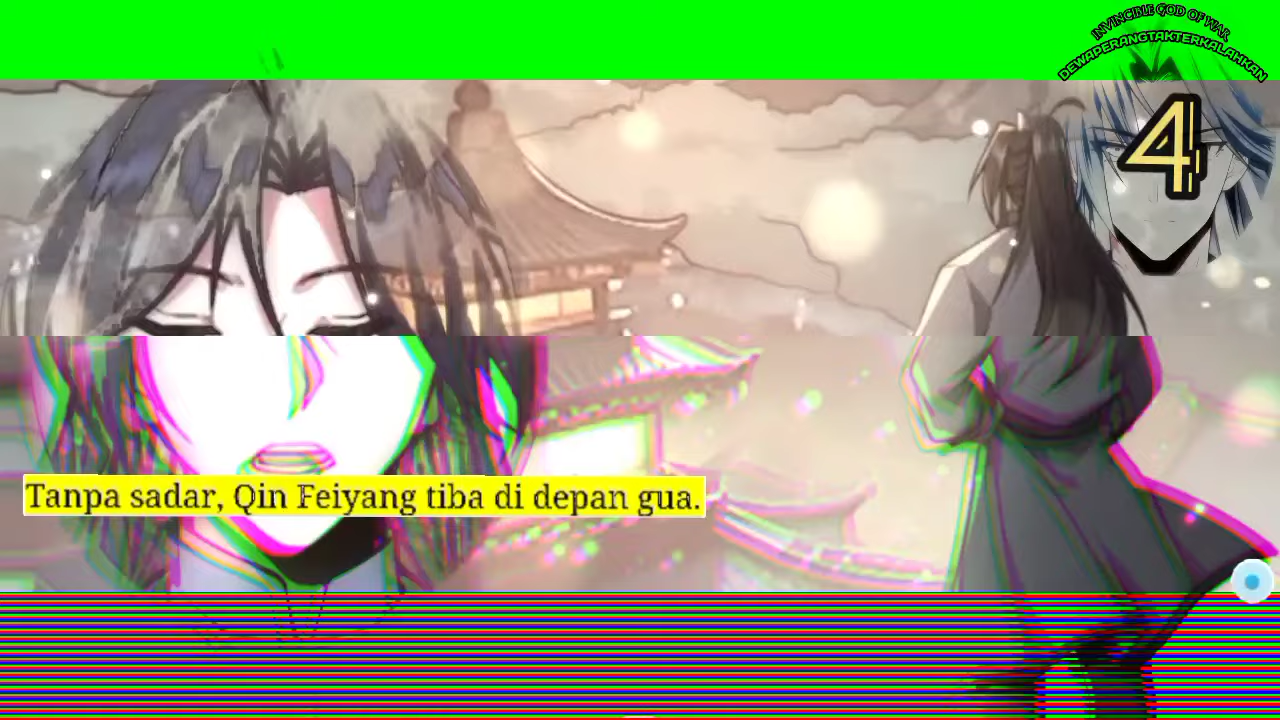 INVINCIBLE GOD OF WAR
DEWAPERANGTAKTERKALAHKAN
4
Tanpa sadar, Qin Feiyang tiba di depan gua.